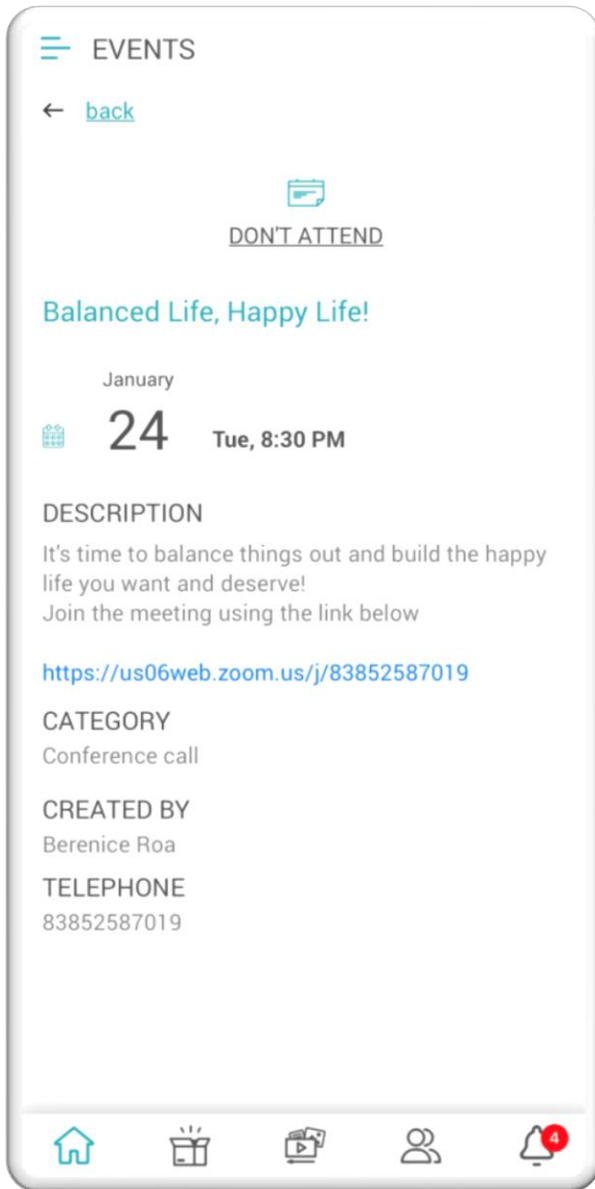 EVENTS
← back
DON'T ATTEND
Balanced Life, Happy Life!
January
24 Tue, 8:30 PM
DESCRIPTION
It's time to balance things out and build the happy
life you want and deserve!
Join the meeting using the link below
https://us06web.zoom.us/j/83852587019
CATEGORY
Conference call
CREATED BY
Berenice Roa
TELEPHONE
83852587019
4